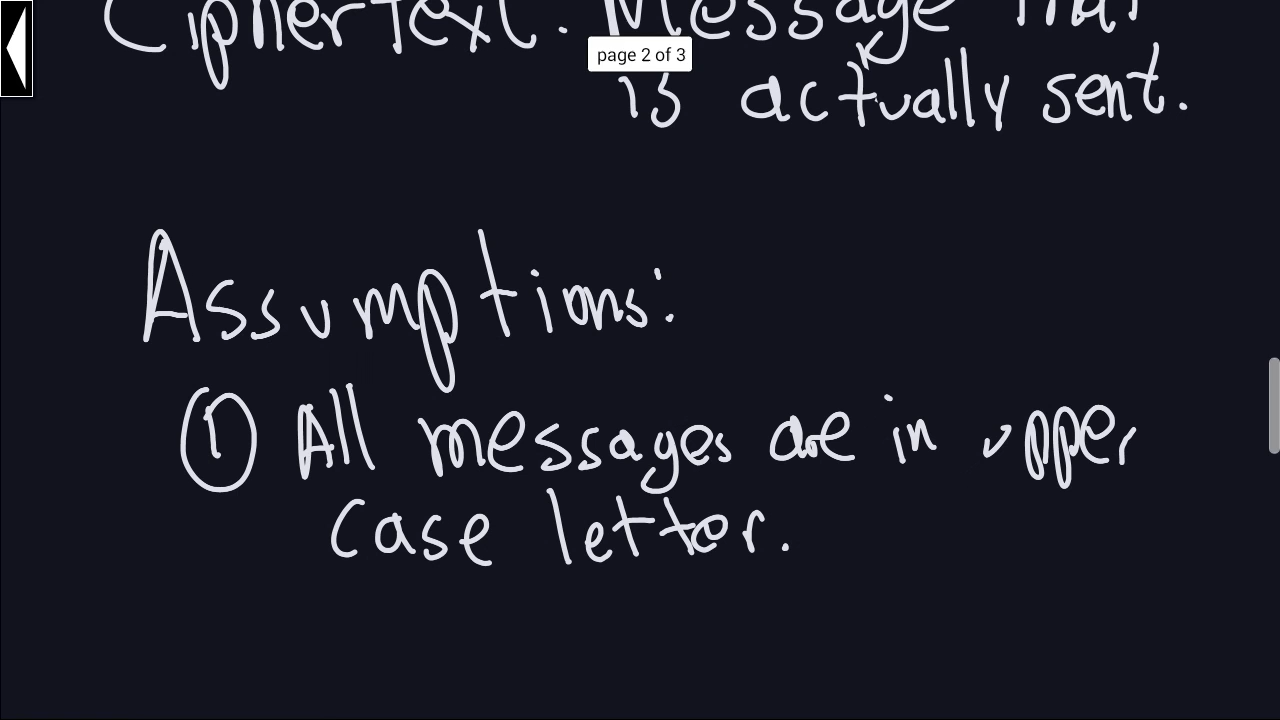 Ciphertext. Message that
page 2 of 3
is actually sent.
Assumptions:
① All messages are in upper
case letter.